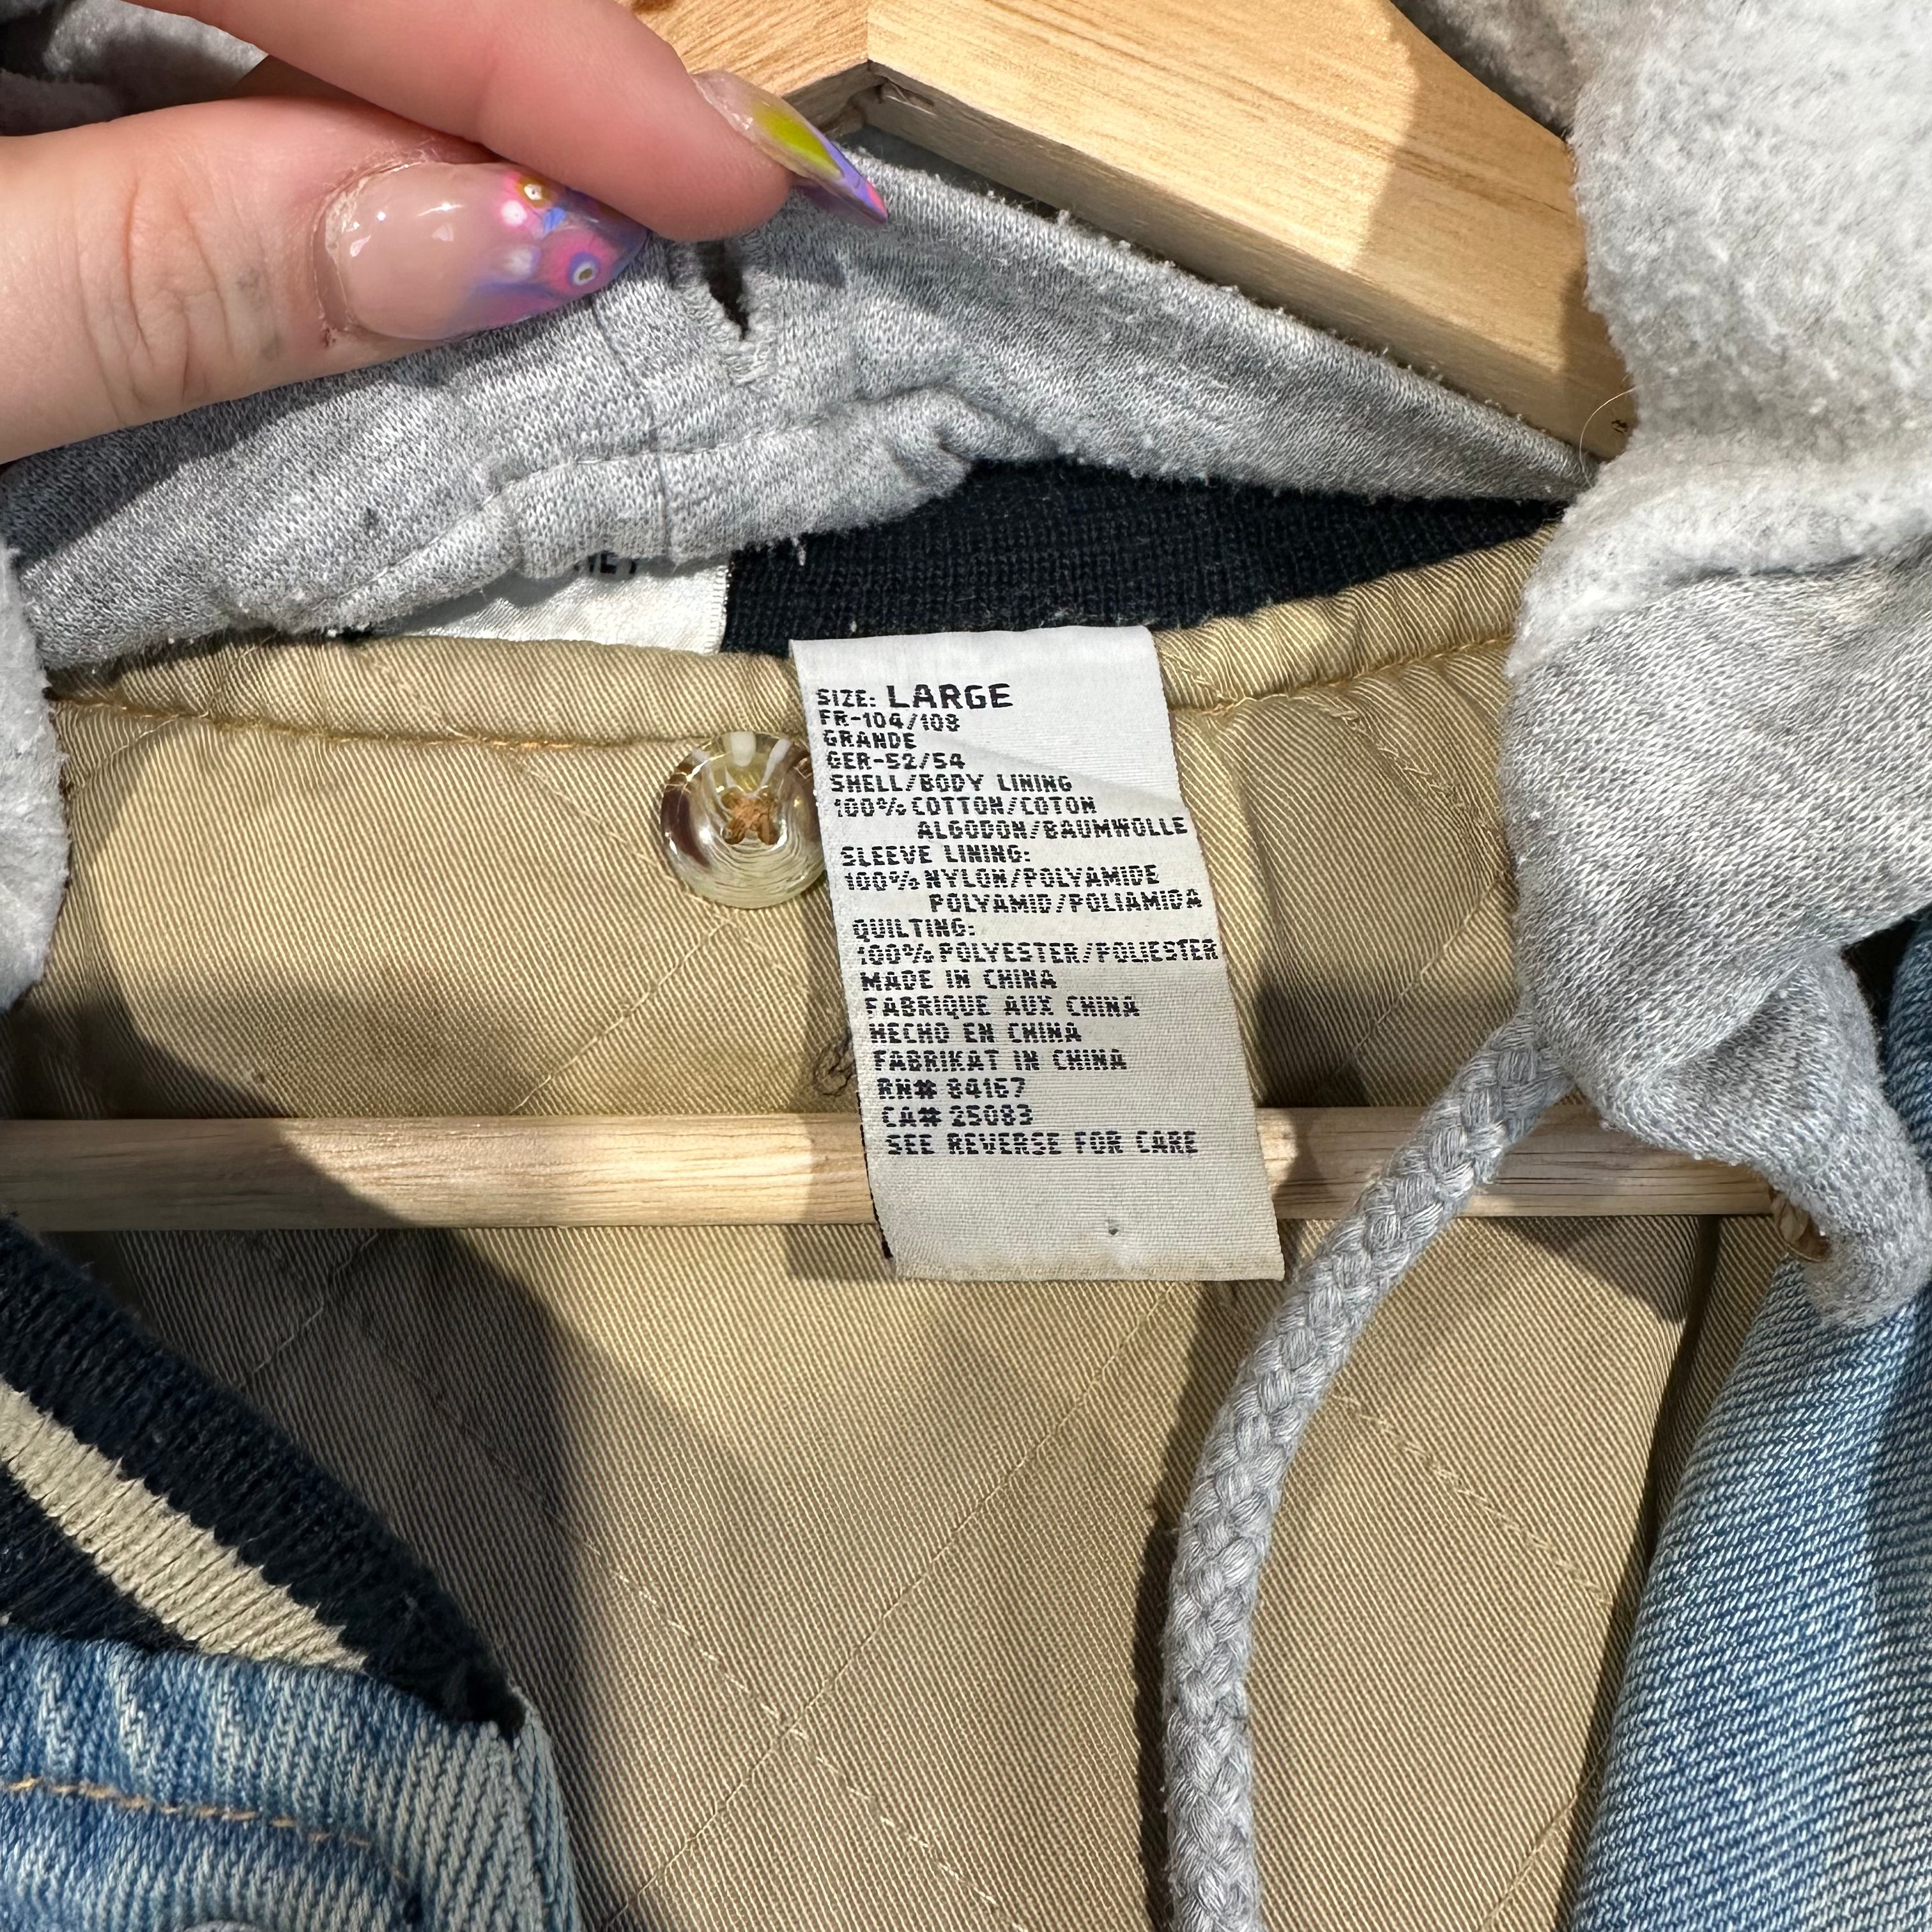 SIZE: LARGE
FR-104/108
GRANDE
GER-52/54
SHELL/BODY LINING
100% COTTON/COTON
ALGODON/BAUMWOLLE
SLEEVE LINING:
100% NYLON/POLYAMIDE
POLYAMID/POLIAMIDA
QUILTING:
100% POLYESTER/POLIESTER
MADE IN CHINA
FABRIQUE AUX CHINA
HECHO EN CHINA
FABRIKAT IN CHINA
RN# 84167
CA# 25083
SEE REVERSE FOR CARE